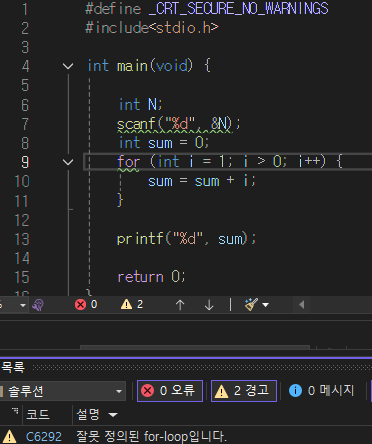 1 #define _CRT_SECURE_NO_WARNINGS
2 #include<stdio.h>
3
4 int main(void) {
5
6 int N;
7 scanf("%d", &N);
8 int sum = 0;
9 for (int i = 1; i > 0; i++) {
10 sum = sum + i;
11 }
12
13 printf("%d", sum);
14
15 return 0;
16 }
% 0 2
목록
솔루션 0 오류 2 경고 0 메시지
코드 설명
C6292 잘못 정의된 for-loop입니다.